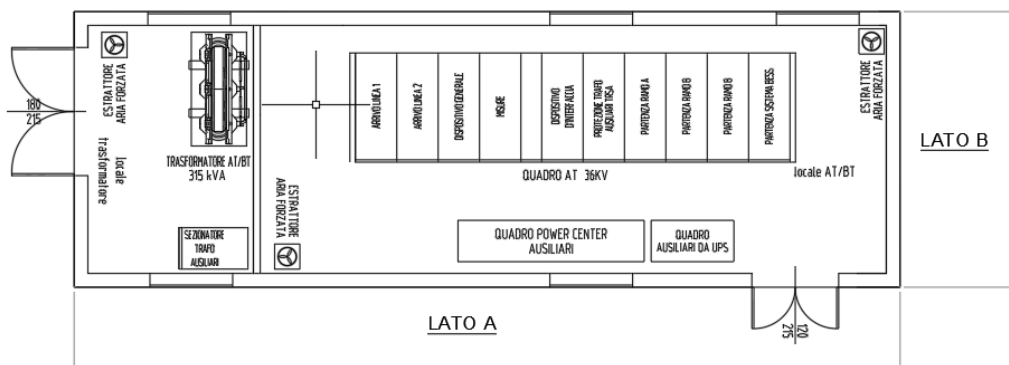 180
215
ESTRATTORE
ARIA FORZATA
locale
trasformatore
TRASFORMATORE AT/BT
315 kVA
SEZIONATORE
TRAFO
AUSILIARI
ESTRATTORE
ARIA FORZATA
ARRIVO LINEA 1
ARRIVO LINEA 2
DISPOSITIVO GENERALE
MISURE
DISPOSITIVO
D'INTERFACCIA
PROTEZIONE TRAFO
AUSILIARI TRSA
PARTENZA RAMO A
PARTENZA RAMO B
PARTENZA RAMO B
PARTENZA SISTEMA BESS
QUADRO AT 36KV
locale AT/BT
ESTRATTORE
ARIA FORZATA
QUADRO POWER CENTER
AUSILIARI
QUADRO
AUSILIARI DA UPS
120
215
LATO A
LATO B